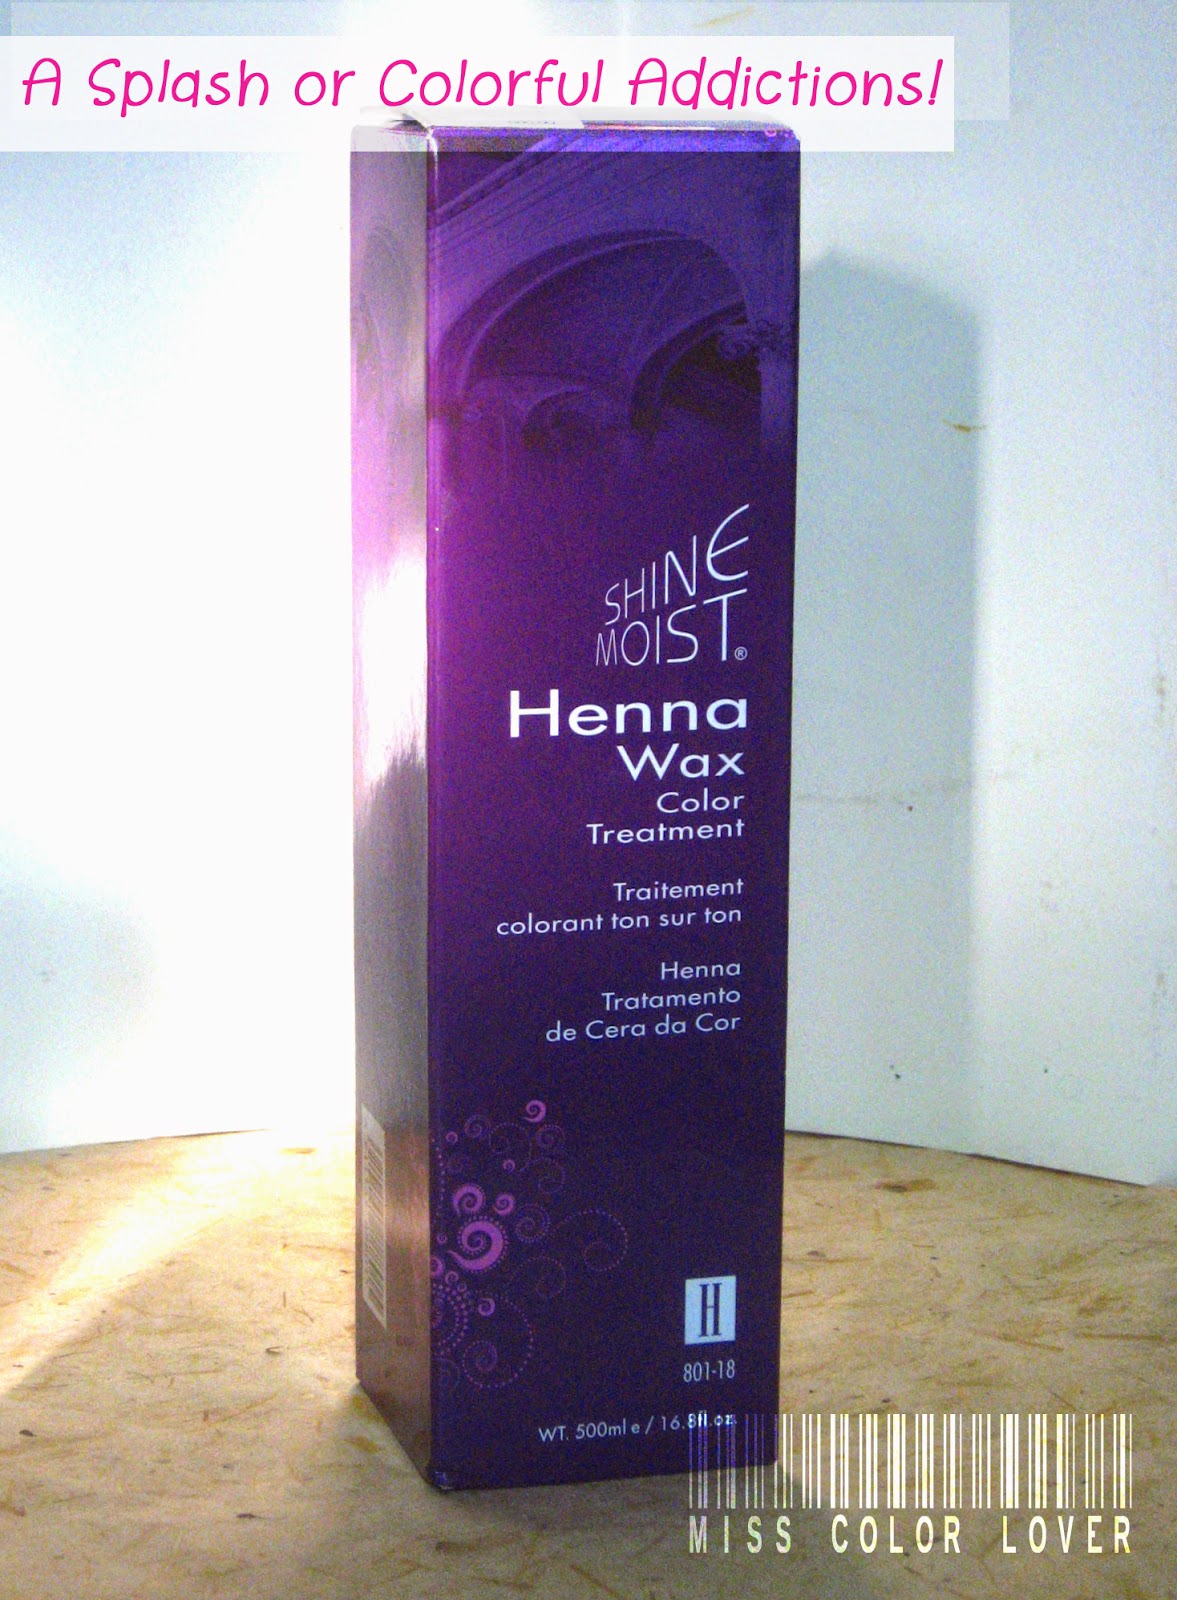 A Splash or Colorful Addictions!
SHINE
MOIST®
Henna
Wax
Color
Treatment
Traitement
colorant ton sur ton
Henna
Tratamento
de Cera da Cor
H
801-18
WT. 500ml e / 16.8fl.oz.
MISS COLOR LOVER